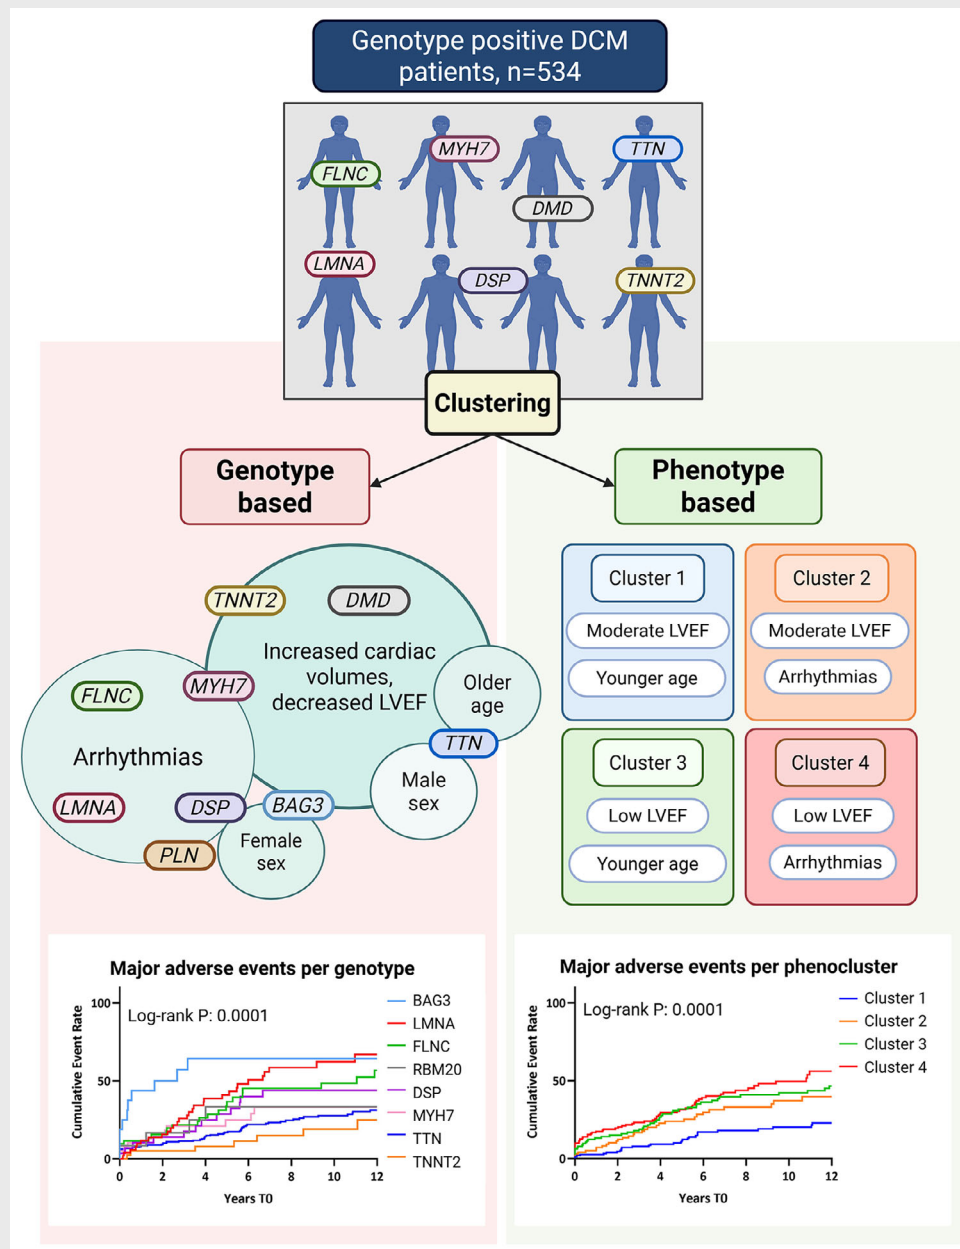 Genotype positive DCM
patients, n=534
FLNC
MYH7
DMD
TTN
LMNA
DSP
TNNT2
Clustering
Genotype
based
Phenotype
based
TNNT2
DMD
Increased cardiac
volumes,
decreased LVEF
FLNC
MYH7
Older
age
TTN
Arrhythmias
Male
sex
LMNA
DSP
BAG3
PLN
Female
sex
Cluster 1
Moderate LVEF
Younger age
Cluster 2
Moderate LVEF
Arrhythmias
Cluster 3
Low LVEF
Younger age
Cluster 4
Low LVEF
Arrhythmias
Major adverse events per genotype
Log-rank P: 0.0001
Cumulative Event Rate
100
50
0
0 2 4 6 8 10 12
Years T0
BAG3
LMNA
FLNC
RBM20
DSP
MYH7
TTN
TNNT2
Major adverse events per phenocluster
Log-rank P: 0.0001
Cumulative Event Rate
100
50
0
0 2 4 6 8 10 12
Years T0
Cluster 1
Cluster 2
Cluster 3
Cluster 4